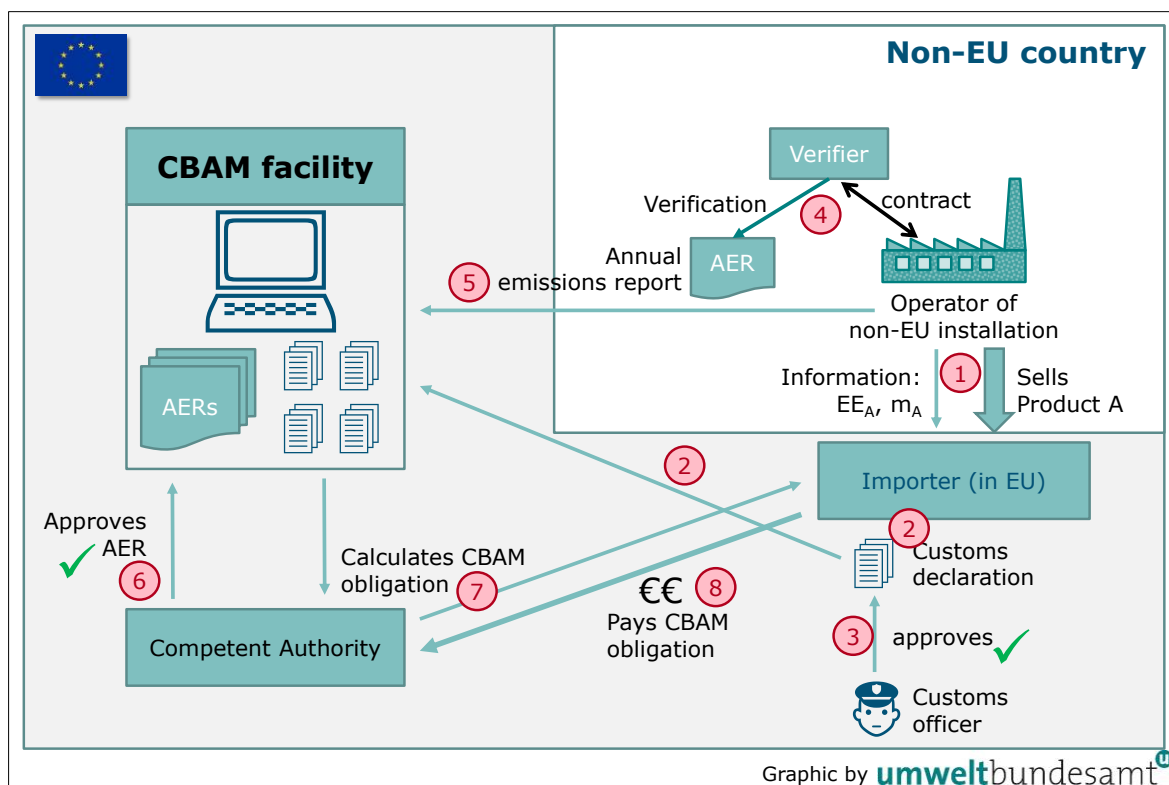 Non-EU country
CBAM facility
Verifier
Verification
4
contract
Annual
5 emissions report
AER
Operator of
non-EU installation
Information:
EEA, mA
1
Sells
Product A
AERs
2
Importer (in EU)
2
Customs
declaration
Approves
AER
6
Calculates CBAM
obligation
7
€€ 8
Pays CBAM
obligation
3 approves
Competent Authority
Customs
officer
Graphic by umweltbundesamt u